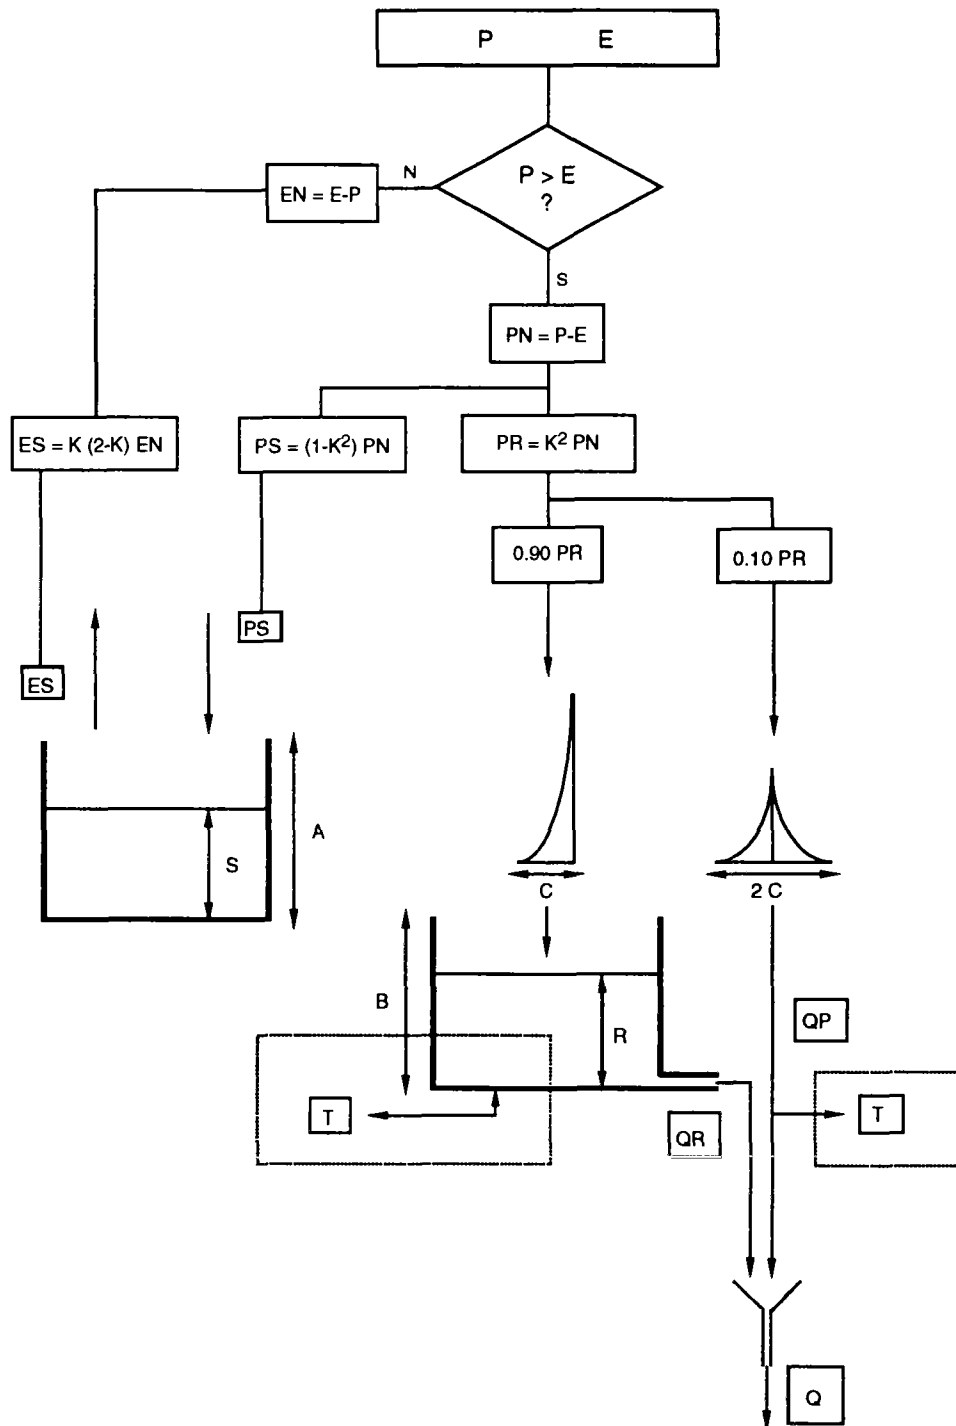 P E
P > E
?
N
EN = E-P
S
PN = P-E
ES = K (2-K) EN
PS = (1-K²) PN
PR = K² PN
0.90 PR
0.10 PR
PS
ES
A
S
C
2 C
B
R
QP
T
T
QR
Q